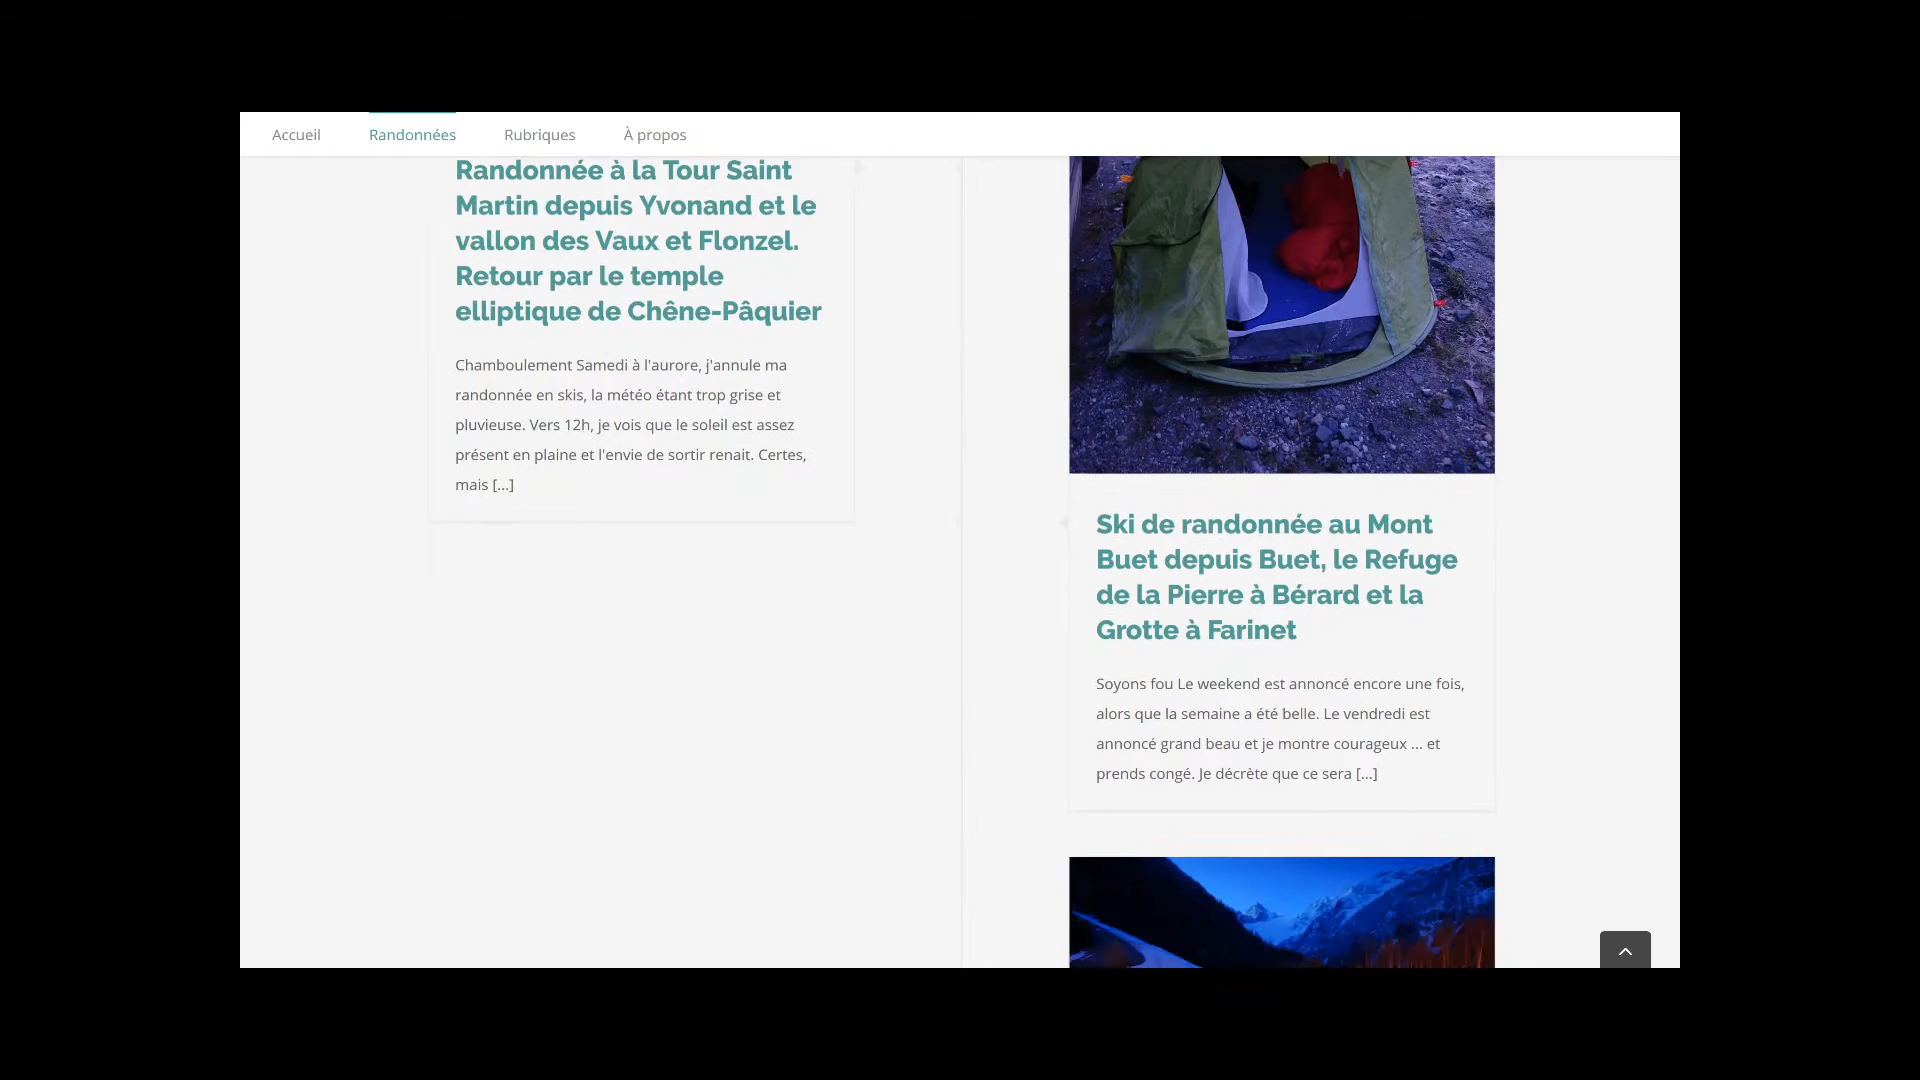 Accueil Randonnées Rubriques À propos
Randonnée à la Tour Saint
Martin depuis Yvonand et le
vallon des Vaux et Flonzel.
Retour par le temple
elliptique de Chêne-Pâquier
Chamboulement Samedi à l'aurore, j'annule ma
randonnée en skis, la météo étant trop grise et
pluvieuse. Vers 12h, je vois que le soleil est assez
présent en plaine et l'envie de sortir renait. Certes,
mais [...]
Ski de randonnée au Mont
Buet depuis Buet, le Refuge
de la Pierre à Bérard et la
Grotte à Farinet
Soyons fou Le weekend est annoncé encore une fois,
alors que la semaine a été belle. Le vendredi est
annoncé grand beau et je montre courageux ... et
prends congé. Je décrète que ce sera [...]